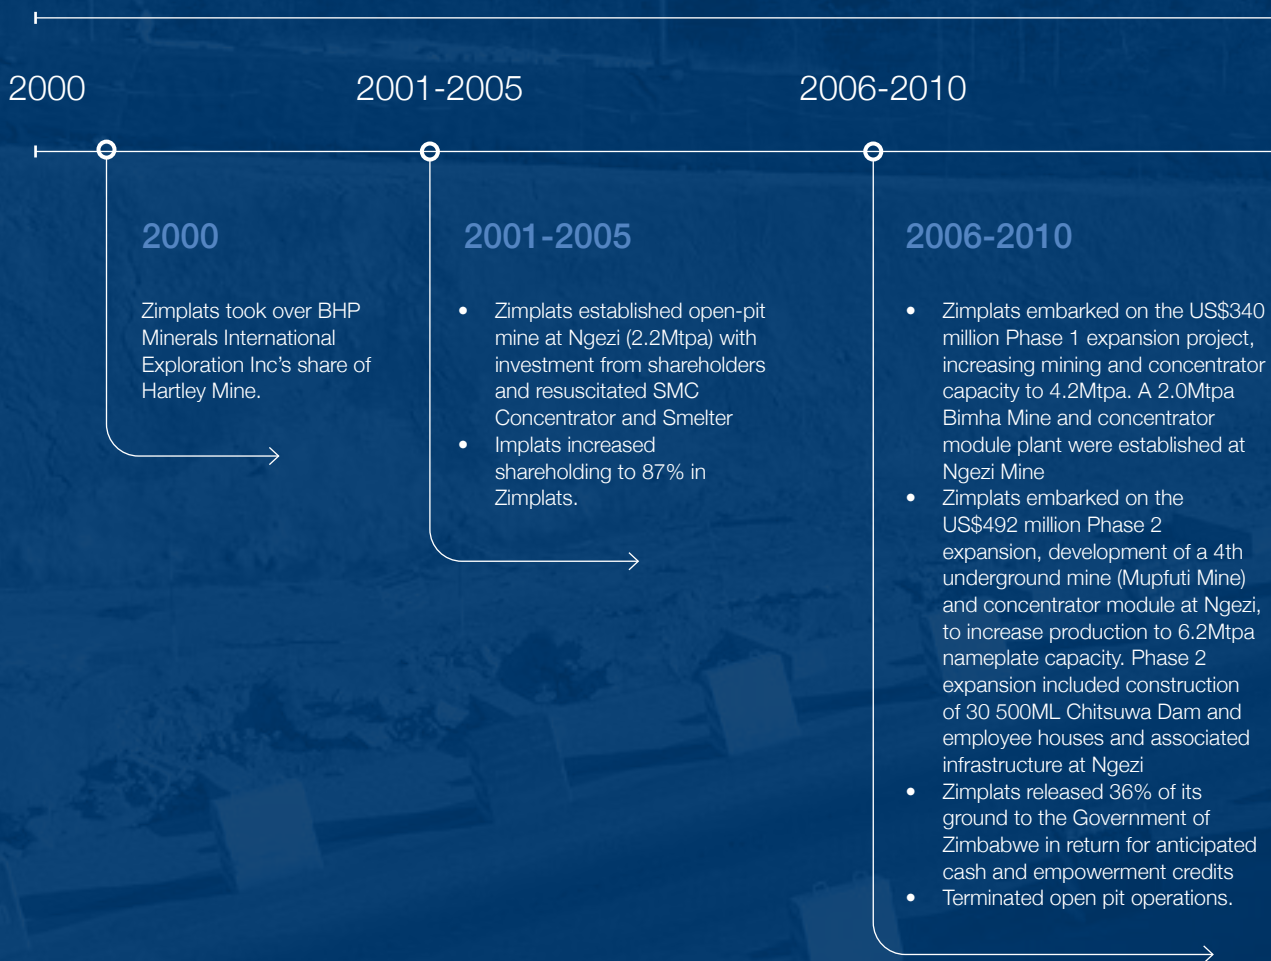 2000
2001-2005
2006-2010
2000
Zimplats took over BHP
Minerals International
Exploration Inc's share of
Hartley Mine.
2001-2005
• Zimplats established open-pit
mine at Ngezi (2.2Mtpa) with
investment from shareholders
and resuscitated SMC
Concentrator and Smelter
• Implats increased
shareholding to 87% in
Zimplats.
2006-2010
• Zimplats embarked on the US$340
million Phase 1 expansion project,
increasing mining and concentrator
capacity to 4.2Mtpa. A 2.0Mtpa
Bimha Mine and concentrator
module plant were established at
Ngezi Mine
• Zimplats embarked on the
US$492 million Phase 2
expansion, development of a 4th
underground mine (Mupfuti Mine)
and concentrator module at Ngezi,
to increase production to 6.2Mtpa
nameplate capacity. Phase 2
expansion included construction
of 30 500ML Chitsuwa Dam and
employee houses and associated
infrastructure at Ngezi
• Zimplats released 36% of its
ground to the Government of
Zimbabwe in return for anticipated
cash and empowerment credits
• Terminated open pit operations.